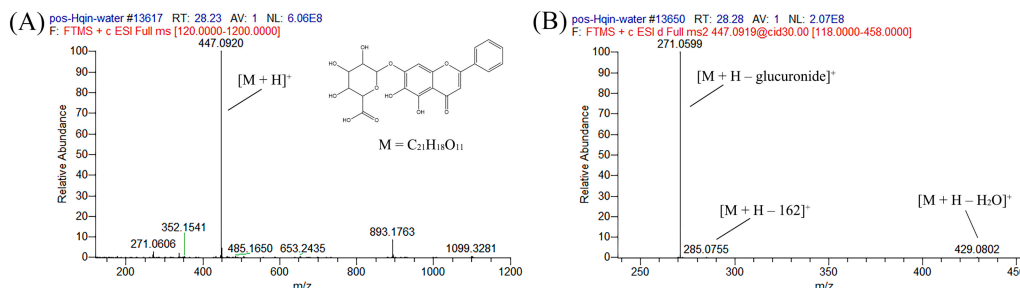 (A)
pos-Hqin-water #13617 RT: 28.23 AV: 1 NL: 6.06E8
F: FTMS + c ESI Full ms [120.0000-1200.0000]
447.0920
100
90
80
70
60
50
40
30
20
10
0
Relative Abundance
[M + H]+
OH
HO
O
O
O
HO
OH
OH
O
HO
O
M = C21H18O11
352.1541
271.0606
485.1650
653.2435
893.1763
1099.3281
200
400
600
800
1000
1200
m/z
(B)
pos-Hqin-water #13650 RT: 28.28 AV: 1 NL: 2.07E8
F: FTMS + c ESI d Full ms2 447.0919@cid30.00 [118.0000-458.0000]
271.0599
100
90
80
70
60
50
40
30
20
10
0
Relative Abundance
[M + H – glucuronide]+
[M + H – 162]+
285.0755
[M + H – H2O]+
429.0802
250
300
350
400
m/z